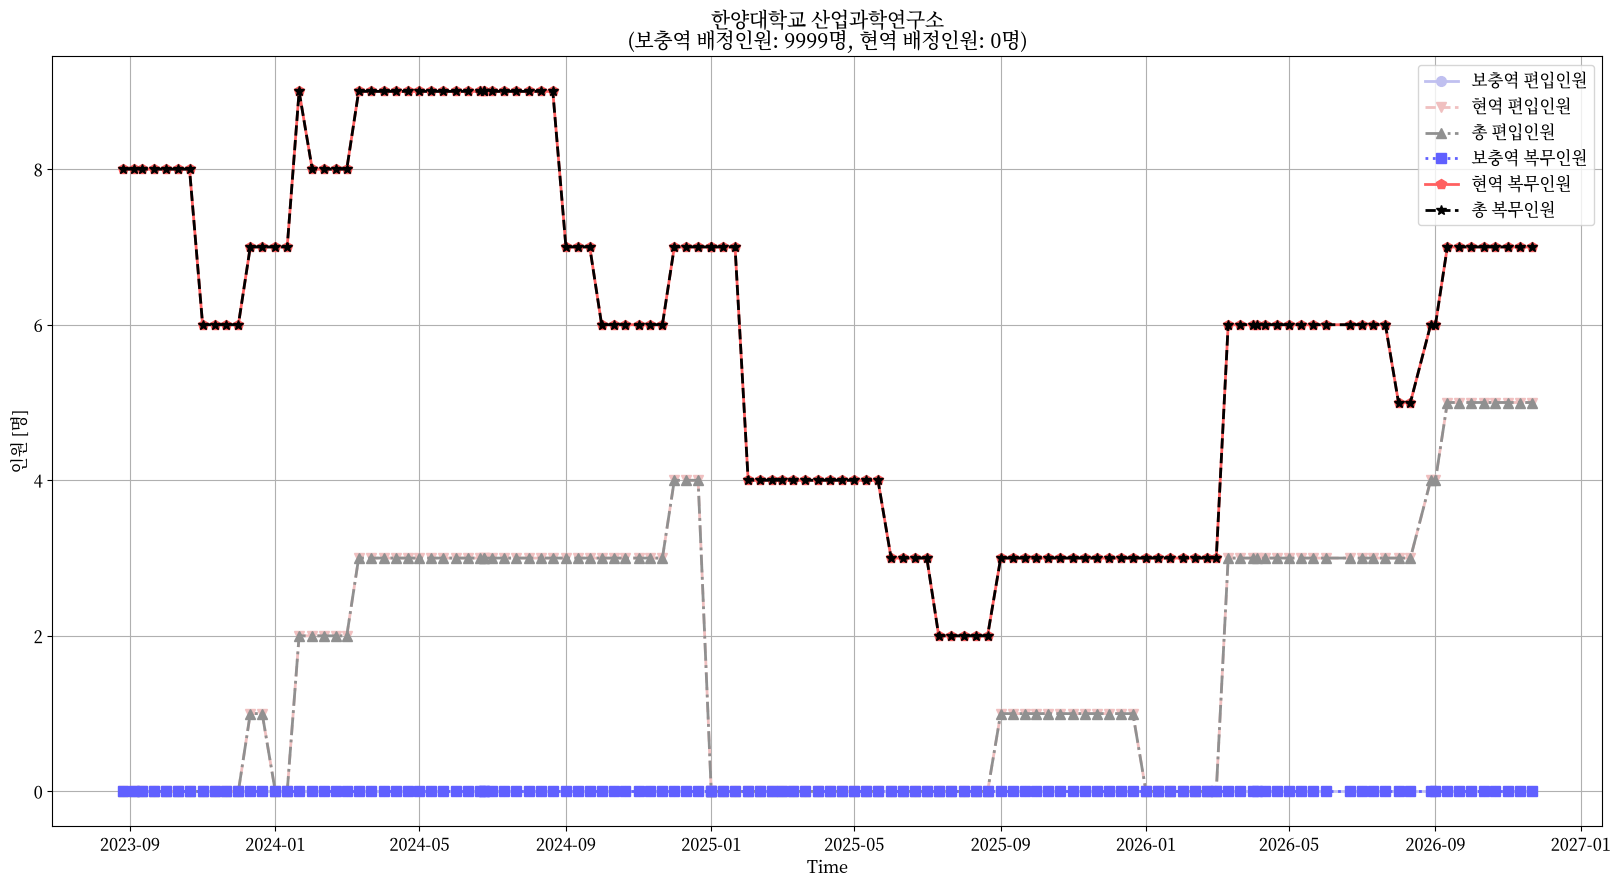 한양대학교 산업과학연구소
(보충역 배정인원: 9999명, 현역 배정인원: 0명)
보충역 편입인원
현역 편입인원
총 편입인원
보충역 복무인원
현역 복무인원
총 복무인원
인원 [명]
8
6
4
2
0
2023-09
2024-01
2024-05
2024-09
2025-01
2025-05
2025-09
2026-01
2026-05
2026-09
2027-01
Time